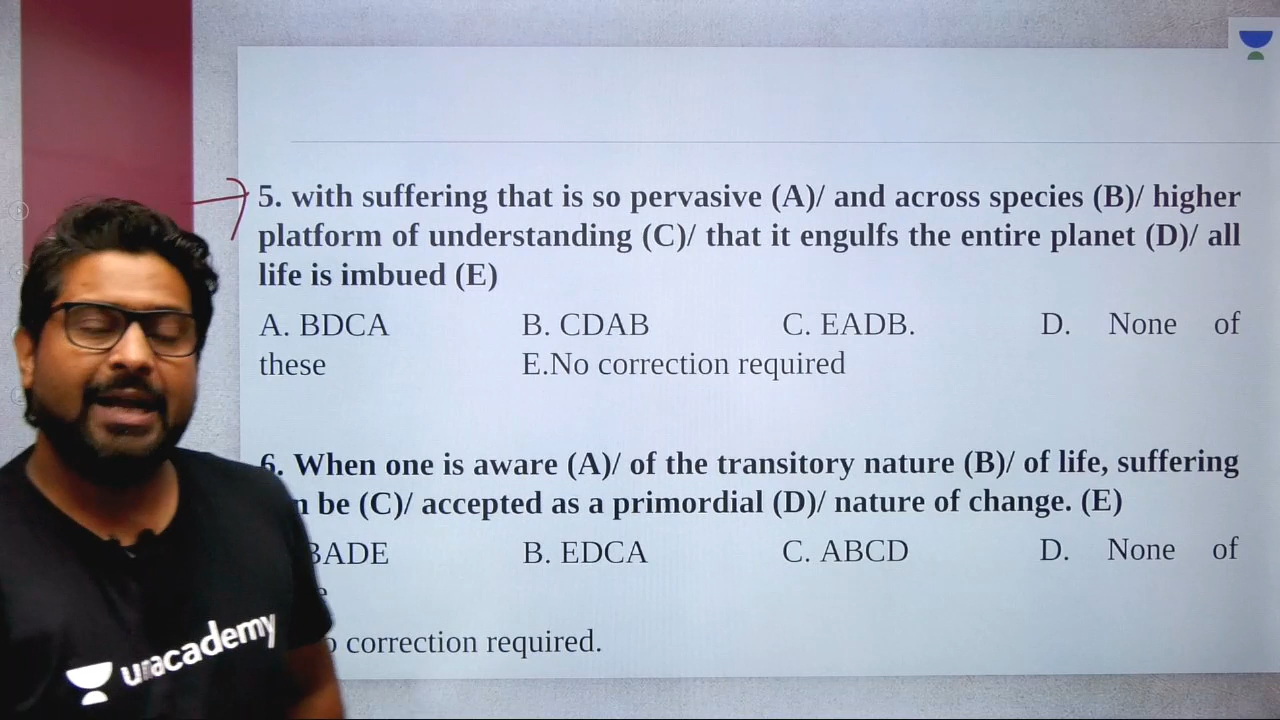 5. with suffering that is so pervasive (A)/ and across species (B)/ higher
platform of understanding (C)/ that it engulfs the entire planet (D)/ all
life is imbued (E)
A. BDCA B. CDAB C. EADB. D. None of
these E.No correction required
6. When one is aware (A)/ of the transitory nature (B)/ of life, suffering
n be (C)/ accepted as a primordial (D)/ nature of change. (E)
BADE B. EDCA C. ABCD D. None of
e
o correction required.
unacademy